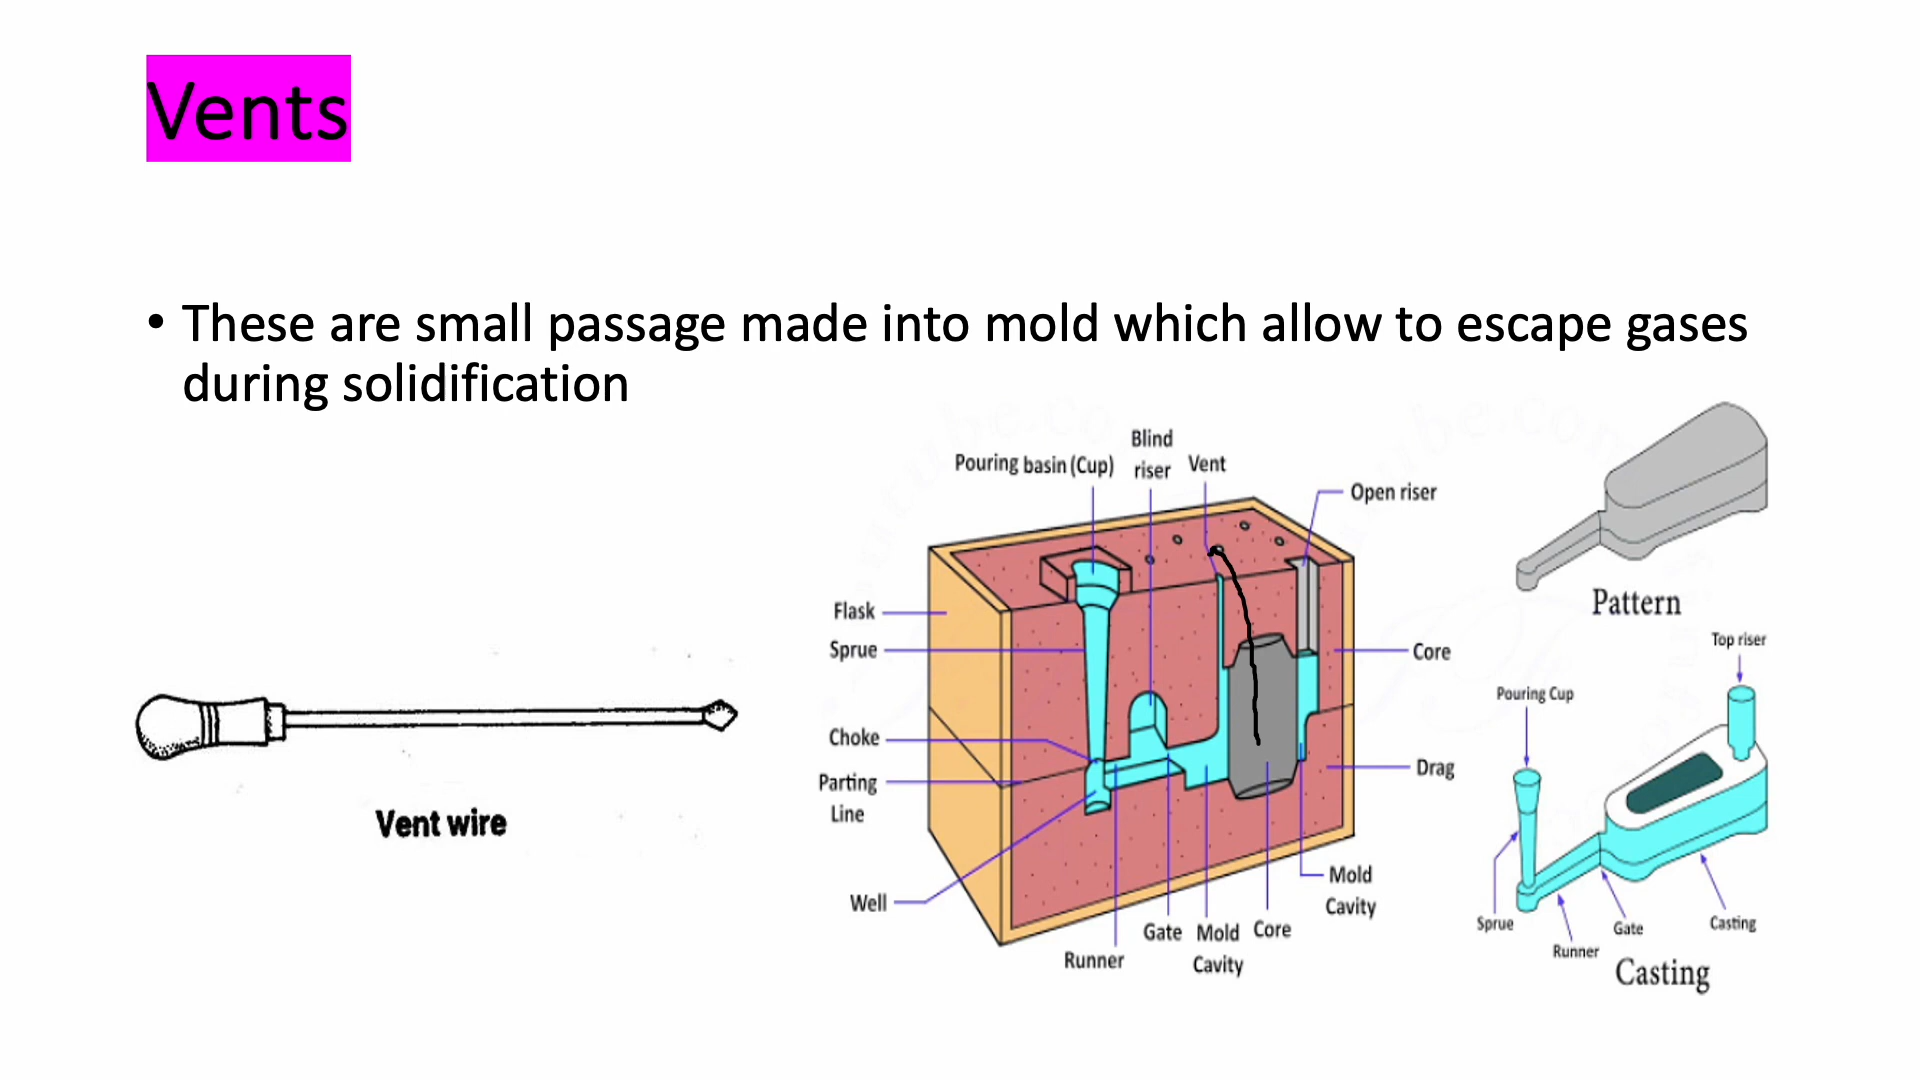 Vents
• These are small passage made into mold which allow to escape gases
during solidification
Vent wire
Blind
riser
Pouring basin (Cup)
Vent
Open riser
Flask
Sprue
Core
Choke
Parting
Line
Drag
Well
Mold
Cavity
Gate
Mold
Cavity
Core
Runner
Pattern
Top riser
Pouring Cup
Sprue
Runner
Gate
Casting
Casting